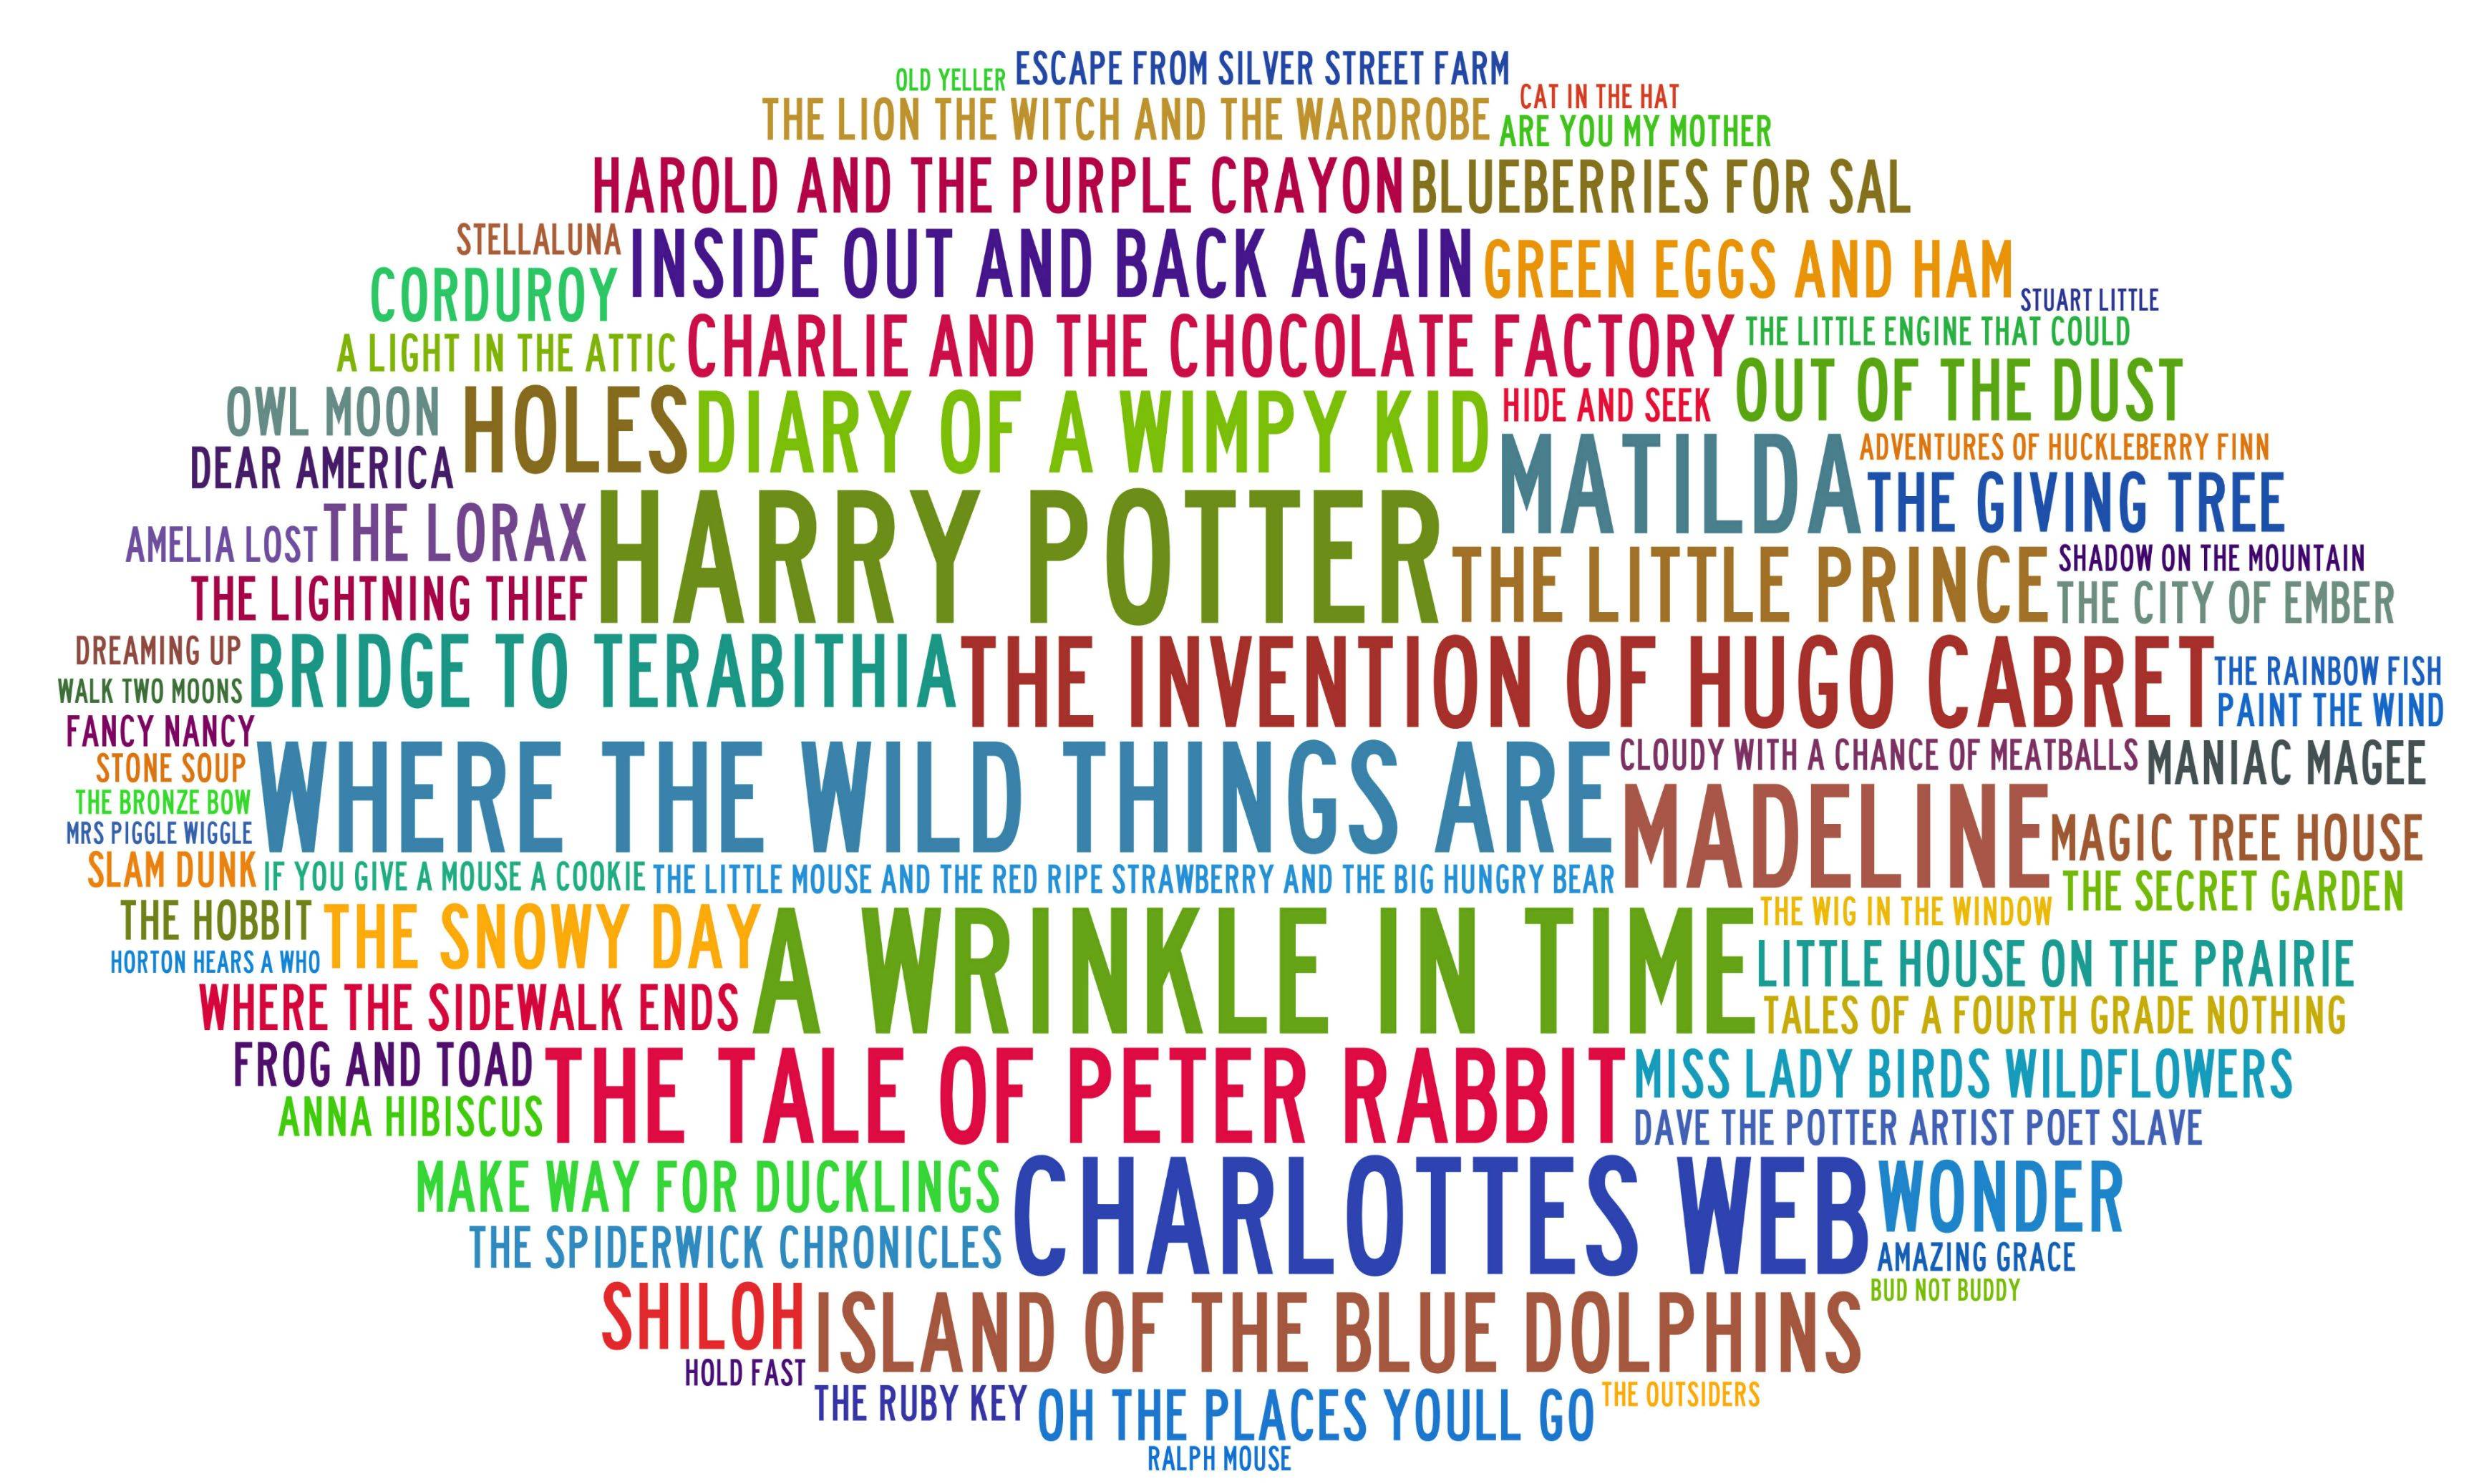 OLD YELLER
ESCAPE FROM SILVER STREET FARM
CAT IN THE HAT
THE LION THE WITCH AND THE WARDROBE
ARE YOU MY MOTHER
HAROLD AND THE PURPLE CRAYON
BLUEBERRIES FOR SAL
STELLALUNA
INSIDE OUT AND BACK AGAIN
GREEN EGGS AND HAM
CORDUROY
STUART LITTLE
A LIGHT IN THE ATTIC
CHARLIE AND THE CHOCOLATE FACTORY
THE LITTLE ENGINE THAT COULD
OWL MOON
HOLES
DIARY OF A WIMPY KID
HIDE AND SEEK
OUT OF THE DUST
DEAR AMERICA
MATILDA
ADVENTURES OF HUCKLEBERRY FINN
THE GIVING TREE
AMELIA LOST
THE LORAX
HARRY POTTER
THE LITTLE PRINCE
SHADOW ON THE MOUNTAIN
THE LIGHTNING THIEF
THE CITY OF EMBER
DREAMING UP
BRIDGE TO TERABITHIA
THE INVENTION OF HUGO CABRET
THE RAINBOW FISH
WALK TWO MOONS
PAINT THE WIND
FANCY NANCY
STONE SOUP
WHERE THE WILD THINGS ARE
CLOUDY WITH A CHANCE OF MEATBALLS
MANIAC MAGEE
THE BRONZE BOW
MRS PIGGLE WIGGLE
MADELINE
MAGIC TREE HOUSE
SLAM DUNK
IF YOU GIVE A MOUSE A COOKIE
THE LITTLE MOUSE AND THE RED RIPE STRAWBERRY AND THE BIG HUNGRY BEAR
THE SECRET GARDEN
THE HOBBIT
THE SNOWY DAY
A WRINKLE IN TIME
THE WIG IN THE WINDOW
HORTON HEARS A WHO
LITTLE HOUSE ON THE PRAIRIE
WHERE THE SIDEWALK ENDS
TALES OF A FOURTH GRADE NOTHING
FROG AND TOAD
THE TALE OF PETER RABBIT
MISS LADY BIRDS WILDFLOWERS
ANNA HIBISCUS
DAVE THE POTTER ARTIST POET SLAVE
MAKE WAY FOR DUCKLINGS
CHARLOTTES WEB
WONDER
THE SPIDERWICK CHRONICLES
AMAZING GRACE
SHILOH
ISLAND OF THE BLUE DOLPHINS
BUD NOT BUDDY
HOLD FAST
THE RUBY KEY
OH THE PLACES YOULL GO
THE OUTSIDERS
RALPH MOUSE